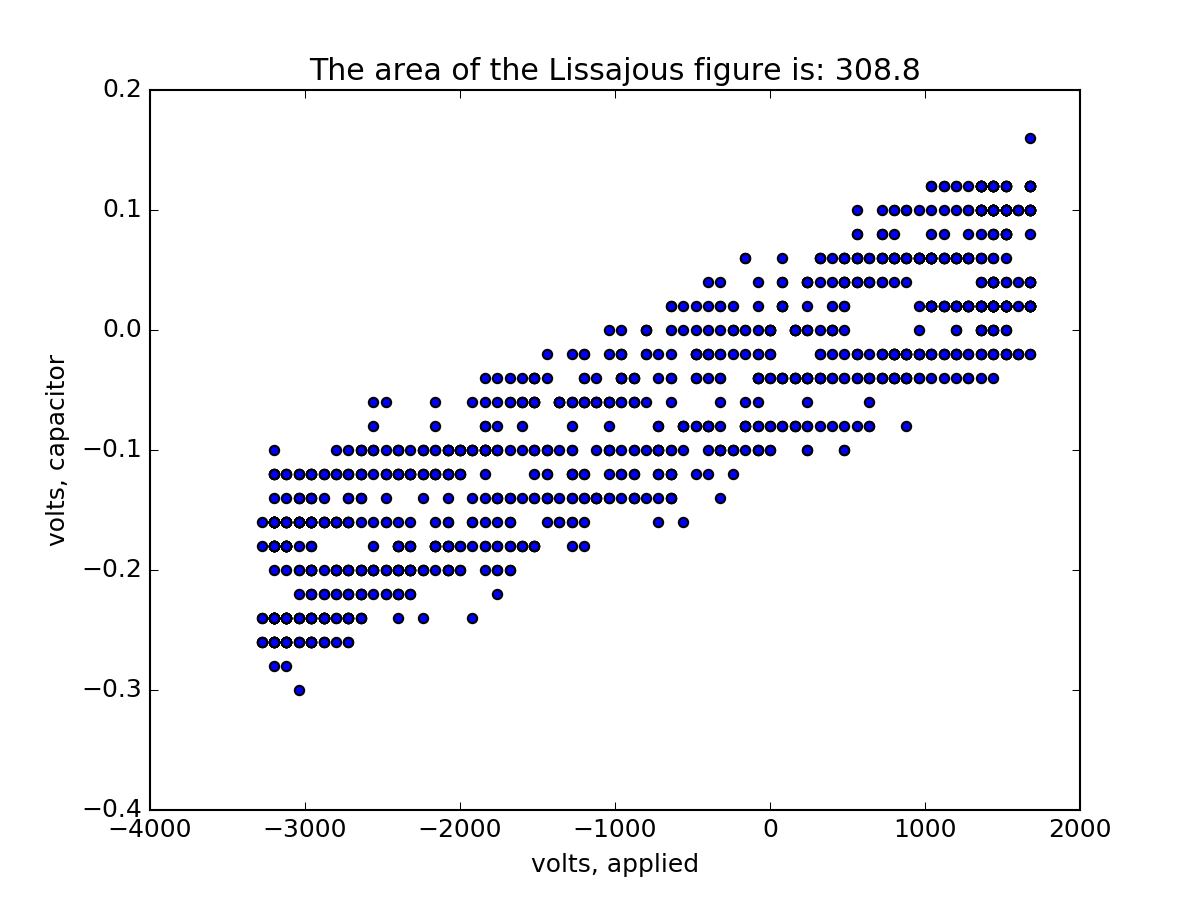 The area of the Lissajous figure is: 308.8
0.2
0.1
0.0
−0.1
−0.2
−0.3
−0.4
volts, capacitor
−4000 −3000 −2000 −1000 0 1000 2000
volts, applied